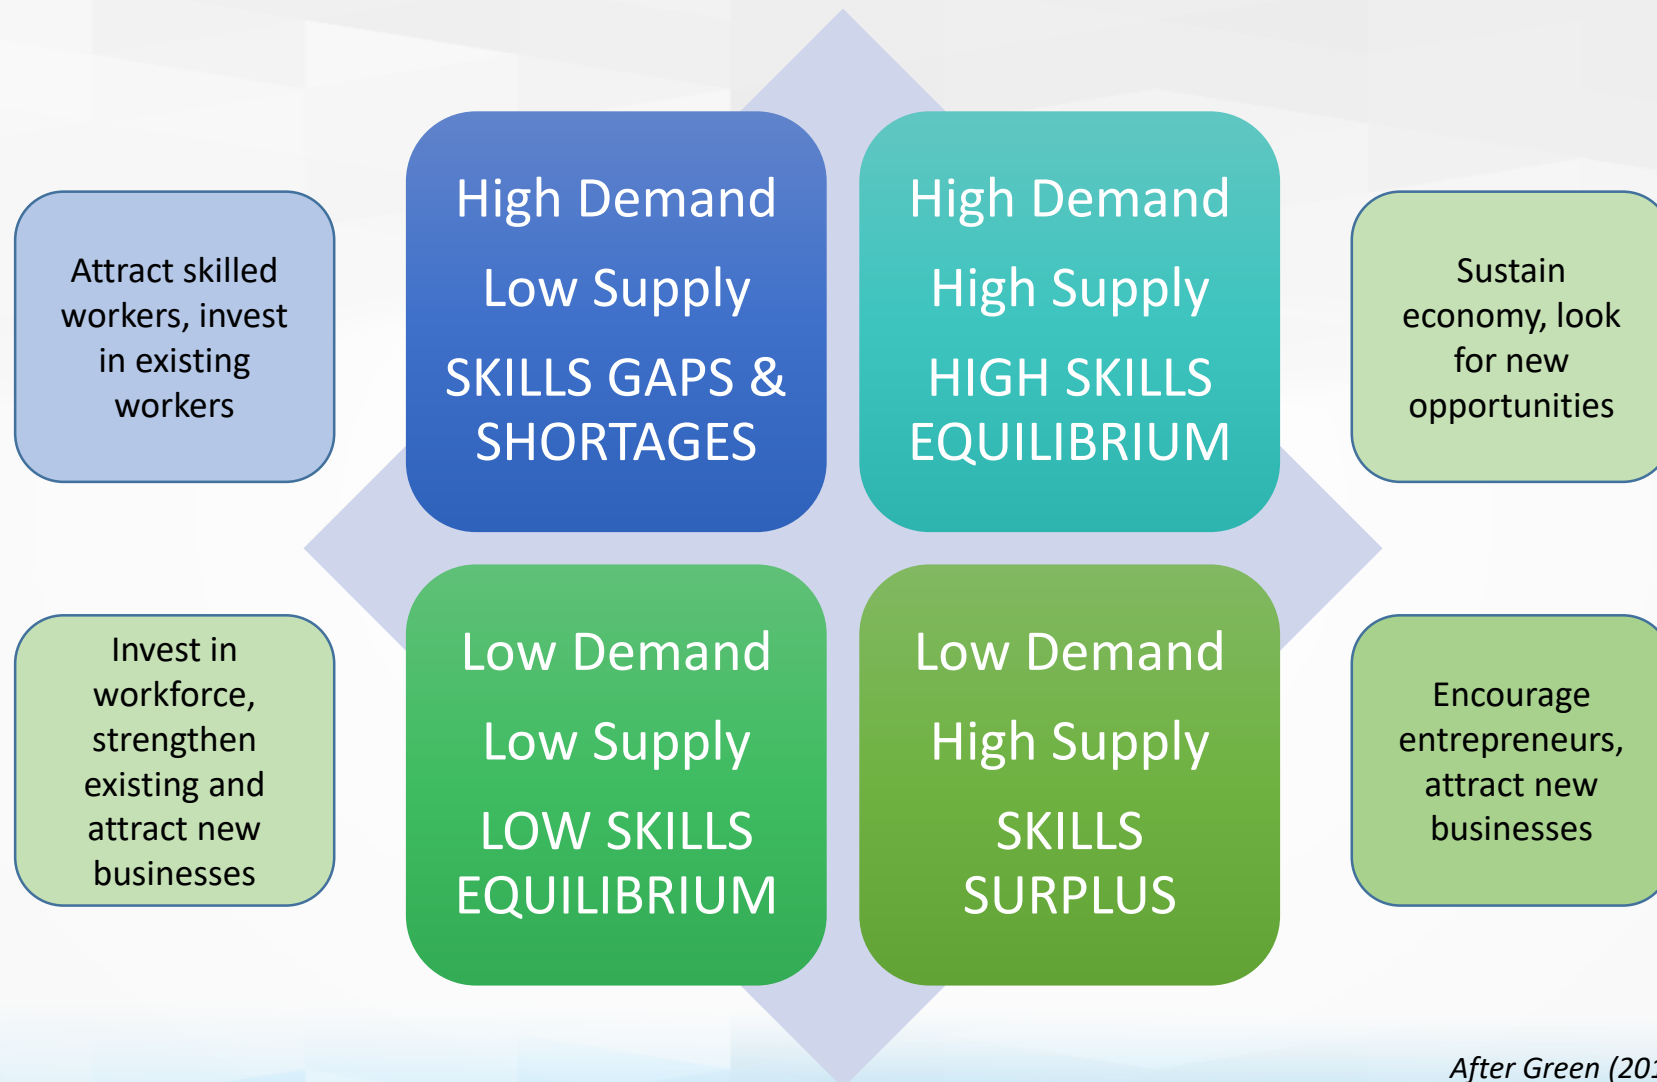 Attract skilled
workers, invest
in existing
workers
High Demand
Low Supply
SKILLS GAPS &
SHORTAGES
High Demand
High Supply
HIGH SKILLS
EQUILIBRIUM
Sustain
economy, look
for new
opportunities
Invest in
workforce,
strengthen
existing and
attract new
businesses
Low Demand
Low Supply
LOW SKILLS
EQUILIBRIUM
Low Demand
High Supply
SKILLS
SURPLUS
Encourage
entrepreneurs,
attract new
businesses
After Green